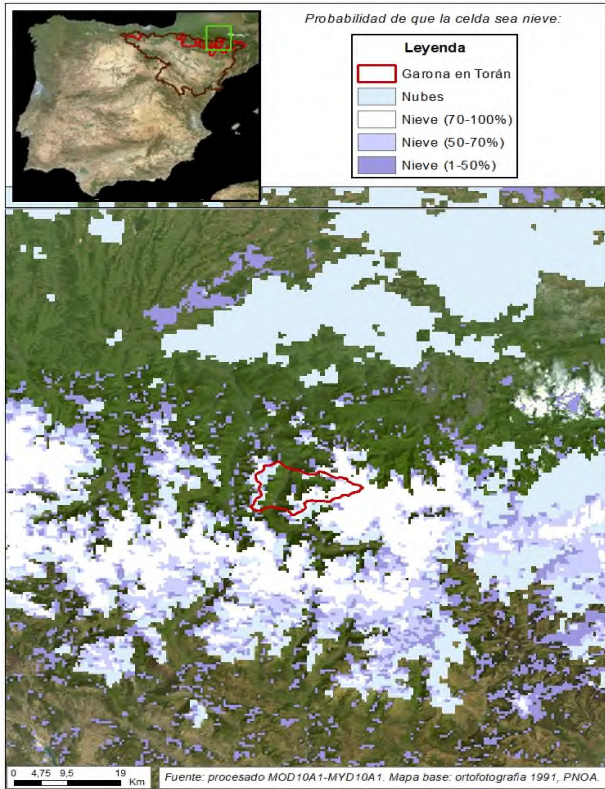 Probabilidad de que la celda sea nieve:
Leyenda
Garona en Torán
Nubes
Nieve (70-100%)
Nieve (50-70%)
Nieve (1-50%)
0 4,75 9,5 19
Km
Fuente: procesado MOD10A1-MYD10A1. Mapa base: ortofotografía 1991, PNOA.